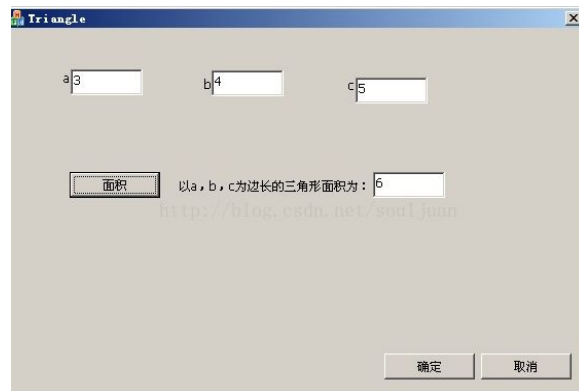 Triangle
a 3
b 4
c 5
面积
以a，b，c为边长的三角形面积为： 6
http://blog.csdn.net/souljuan
确定
取消